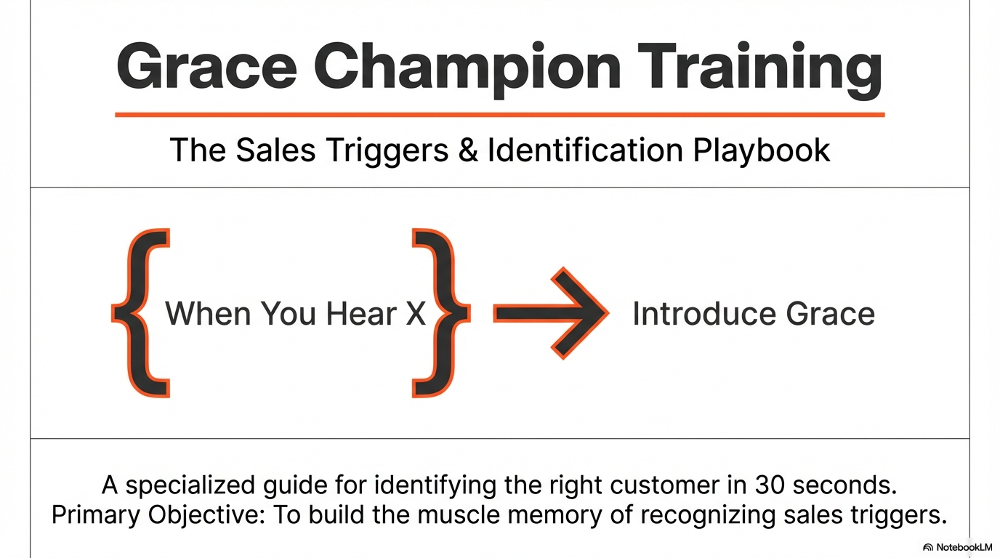 Grace Champion Training
The Sales Triggers & Identification Playbook
{ When You Hear X } → Introduce Grace
A specialized guide for identifying the right customer in 30 seconds.
Primary Objective: To build the muscle memory of recognizing sales triggers.
NotebookLM